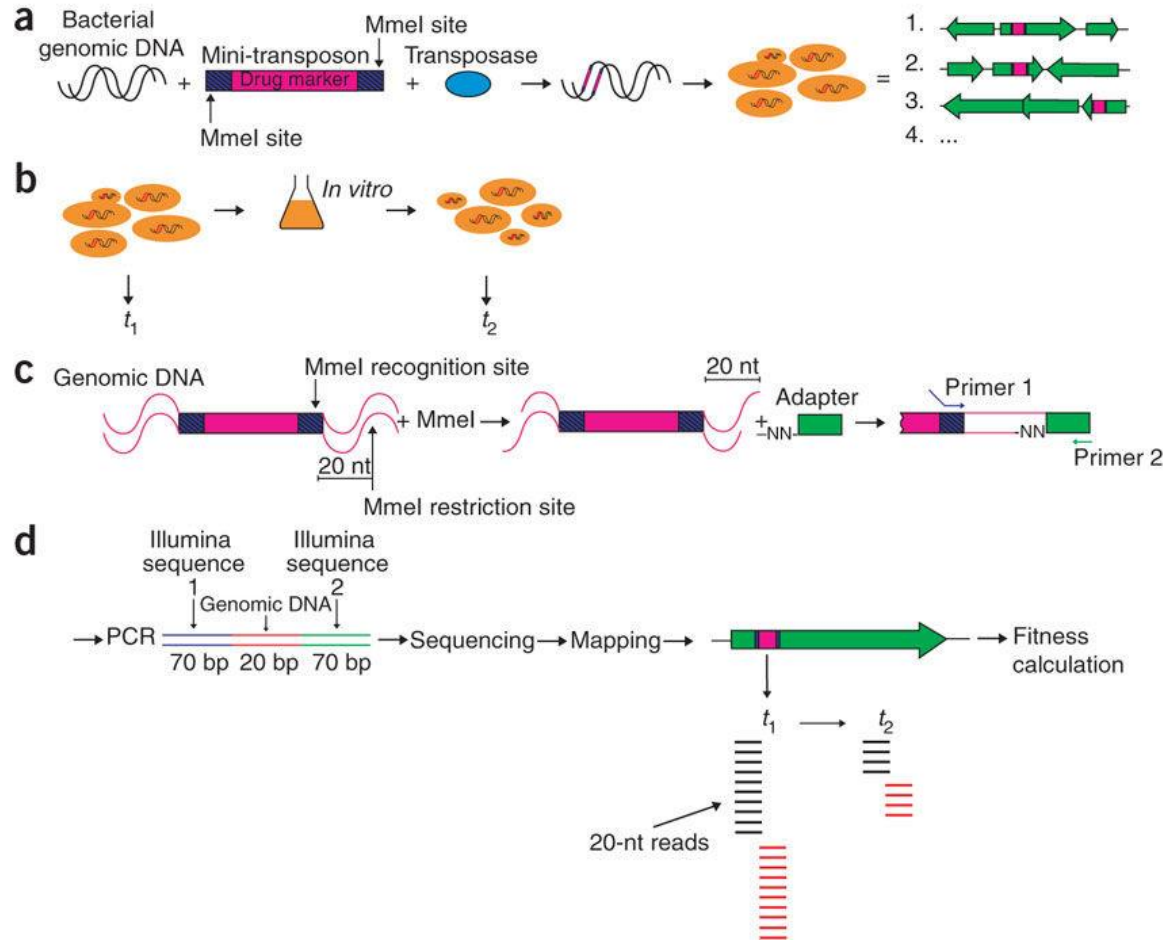 a
Bacterial
genomic DNA
+
Mini-transposon
MmeI site
Drug marker
MmeI site
+
Transposase
=
1.
2.
3.
4. ...
b
In vitro
t1
t2
c
Genomic DNA
MmeI recognition site
20 nt
MmeI restriction site
+ MmeI
20 nt
+
Adapter
–NN–
Primer 1
-NN
Primer 2
d
Illumina
sequence
1
Genomic DNA
Illumina
sequence
2
PCR
70 bp 20 bp 70 bp
Sequencing
Mapping
Fitness
calculation
t1
t2
20-nt reads